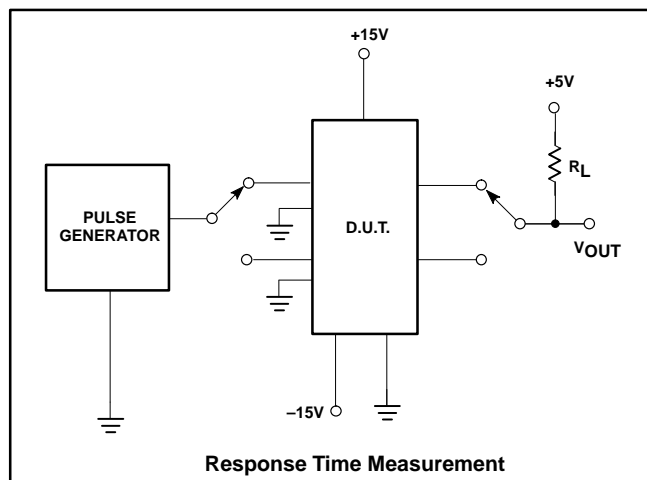 +15V
+5V
RL
PULSE
GENERATOR
D.U.T.
VOUT
–15V
Response Time Measurement